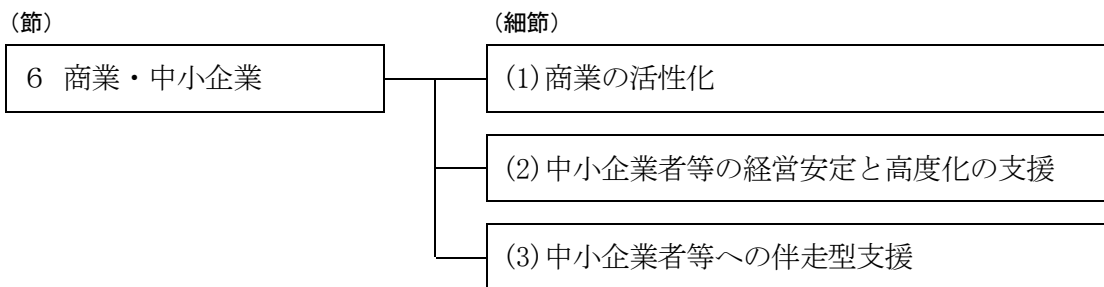 （節）
（細節）
６ 商業・中小企業
(1)商業の活性化
(2)中小企業者等の経営安定と高度化の支援
(3)中小企業者等への伴走型支援